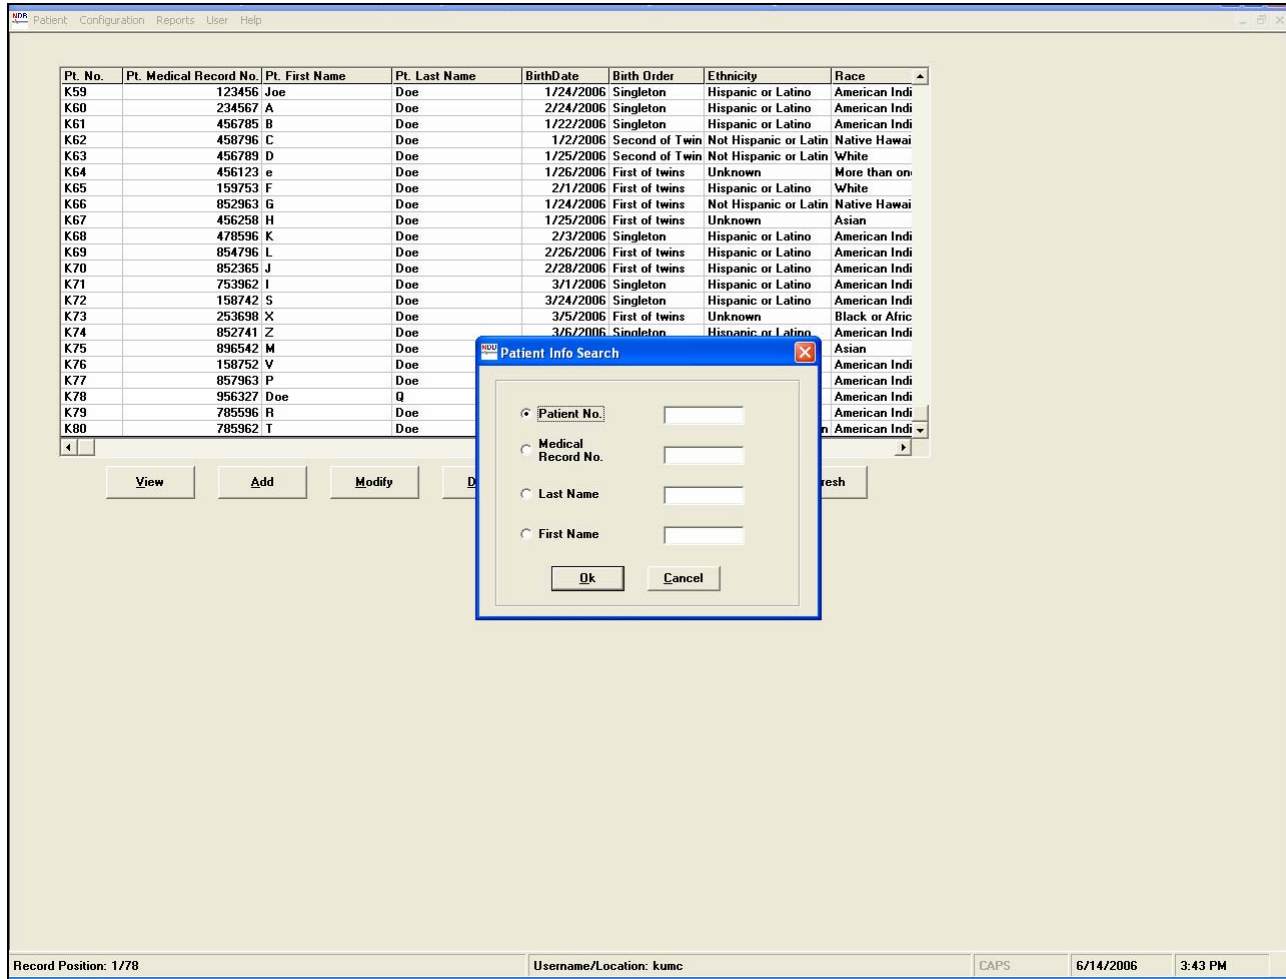 NDR Patient Configuration Reports User Help
Pt. No. Pt. Medical Record No. Pt. First Name Pt. Last Name BirthDate Birth Order Ethnicity Race
K59 123456 Joe Doe 1/24/2006 Singleton Hispanic or Latino American Indi
K60 234567 A Doe 2/24/2006 Singleton Hispanic or Latino American Indi
K61 456785 B Doe 1/22/2006 Singleton Hispanic or Latino American Indi
K62 458796 C Doe 1/2/2006 Second of Twin Not Hispanic or Latin Native Hawai
K63 456789 D Doe 1/25/2006 Second of Twin Not Hispanic or Latin White
K64 456123 e Doe 1/26/2006 First of twins Unknown More than on
K65 159753 F Doe 2/1/2006 First of twins Hispanic or Latino White
K66 852963 G Doe 1/24/2006 First of twins Not Hispanic or Latin Native Hawai
K67 456258 H Doe 1/25/2006 First of twins Unknown Asian
K68 478596 K Doe 2/3/2006 Singleton Hispanic or Latino American Indi
K69 854796 L Doe 2/26/2006 First of twins Hispanic or Latino American Indi
K70 852365 J Doe 2/28/2006 First of twins Hispanic or Latino American Indi
K71 753962 I Doe 3/1/2006 Singleton Hispanic or Latino American Indi
K72 158742 S Doe 3/24/2006 Singleton Hispanic or Latino American Indi
K73 253698 X Doe 3/5/2006 First of twins Unknown Black or Afric
K74 852741 Z Doe 3/6/2006 Singleton Hispanic or Latino American Indi
K75 896542 M Doe Asian
K76 158752 V Doe American Indi
K77 857963 P Doe American Indi
K78 956327 Doe Q American Indi
K79 785596 R Doe American Indi
K80 785962 T Doe n American Indi
View Add Modify D resh
Patient Info Search
Patient No.
Medical
Record No.
Last Name
First Name
Ok Cancel
Record Position: 1/78 Username/Location: kumc CAPS 6/14/2006 3:43 PM